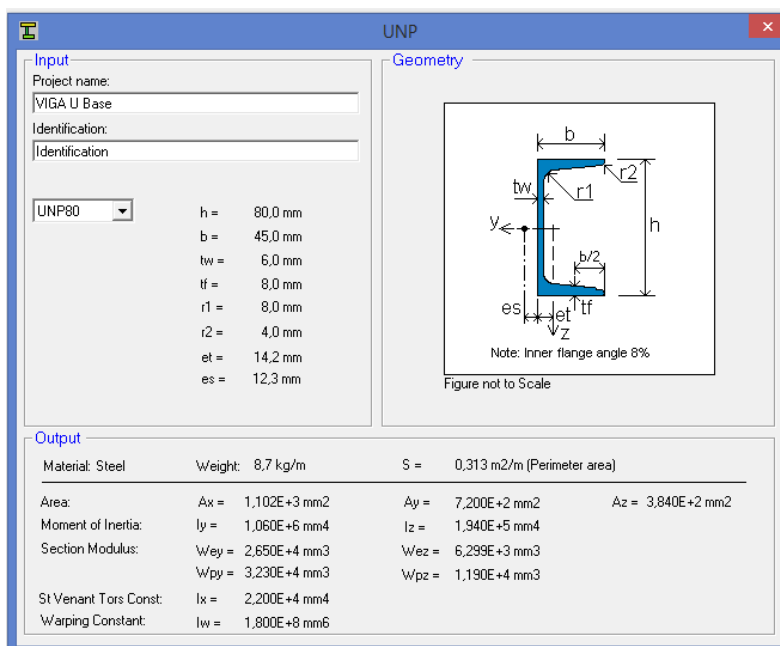 UNP
Input
Project name:
VIGA U Base
Identification:
Identification
UNP80
h = 80,0 mm
b = 45,0 mm
tw = 6,0 mm
tf = 8,0 mm
r1 = 8,0 mm
r2 = 4,0 mm
et = 14,2 mm
es = 12,3 mm
Geometry
b
r2
tw
r1
h
y
b/2
es
et
tf
z
Note: Inner flange angle 8%
Figure not to Scale
Output
Material: Steel Weight: 8,7 kg/m S = 0,313 m2/m (Perimeter area)
Area: Ax = 1,102E+3 mm2 Ay = 7,200E+2 mm2 Az = 3,840E+2 mm2
Moment of Inertia: Iy = 1,060E+6 mm4 Iz = 1,940E+5 mm4
Section Modulus: Wey = 2,650E+4 mm3 Wez = 6,299E+3 mm3
Wpy = 3,230E+4 mm3 Wpz = 1,190E+4 mm3
St Venant Tors Const: Ix = 2,200E+4 mm4
Warping Constant: Iw = 1,800E+8 mm6